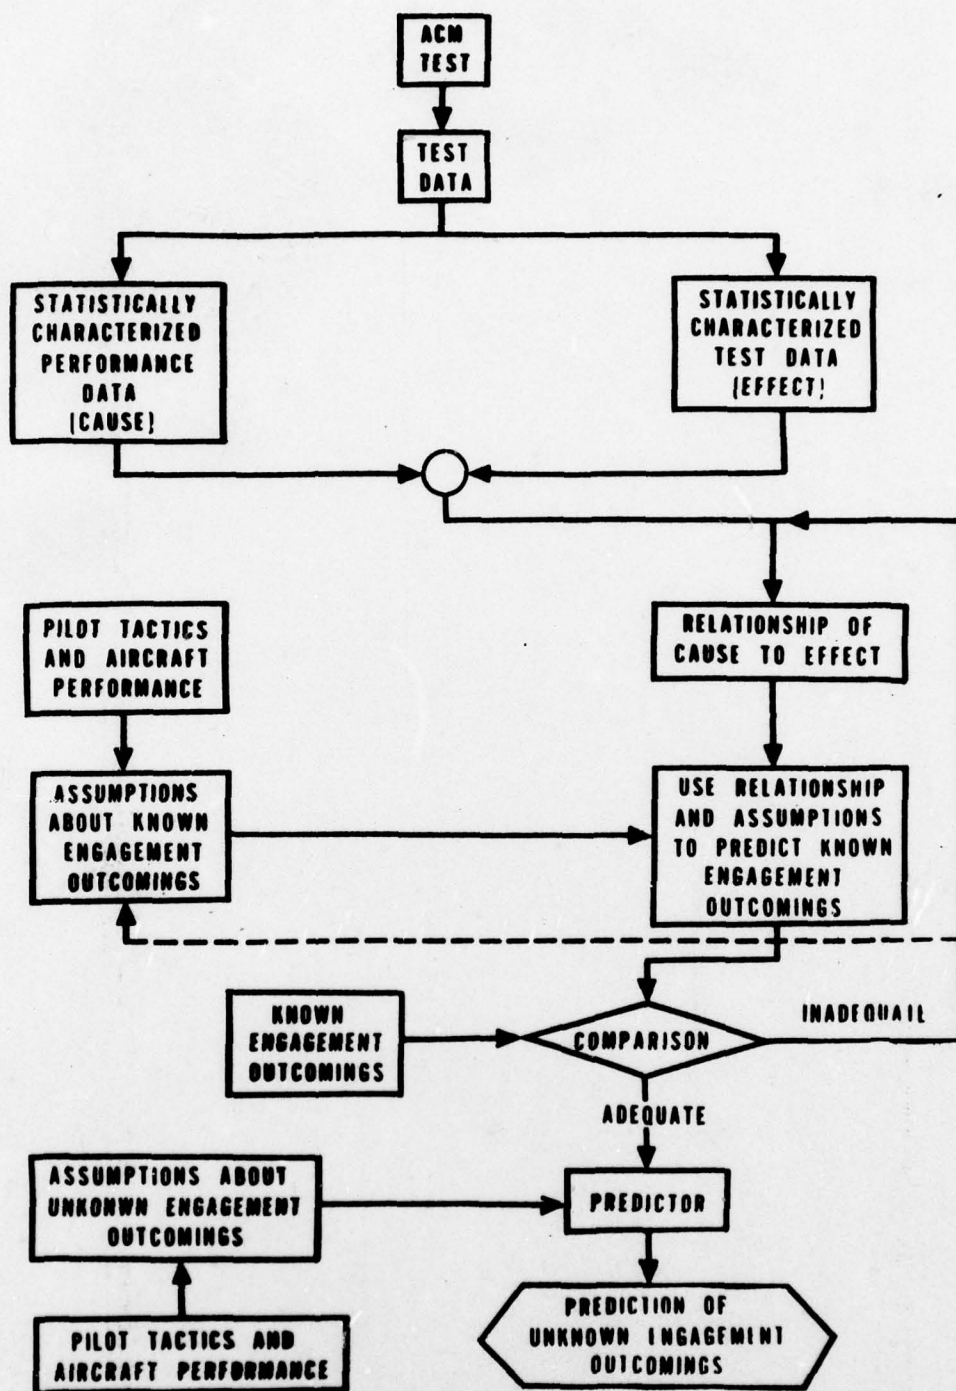 ACM
TEST
TEST
DATA
STATISTICALLY
CHARACTERIZED
PERFORMANCE
DATA
(CAUSE)
STATISTICALLY
CHARACTERIZED
TEST DATA
(EFFECT)
PILOT TACTICS
AND AIRCRAFT
PERFORMANCE
RELATIONSHIP OF
CAUSE TO EFFECT
ASSUMPTIONS
ABOUT KNOWN
ENGAGEMENT
OUTCOMINGS
USE RELATIONSHIP
AND ASSUMPTIONS
TO PREDICT KNOWN
ENGAGEMENT
OUTCOMINGS
KNOWN
ENGAGEMENT
OUTCOMINGS
COMPARISON
INADEQUAIL
ADEQUATE
ASSUMPTIONS ABOUT
UNKONWN ENGAGEMENT
OUTCOMINGS
PREDICTOR
PILOT TACTICS AND
AIRCRAFT PERFORMANCE
PREDICTION OF
UNKNOWN ENGAGEMENT
OUTCOMINGS